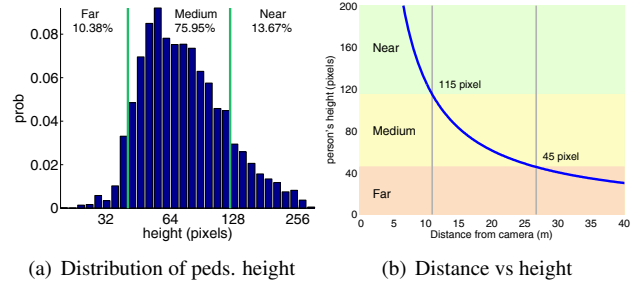 Far
10.38%
Medium
75.95%
Near
13.67%
0.08
0.06
0.04
0.02
0
prob
32
64
128
256
height (pixels)
(a) Distribution of peds. height
200
160
120
80
40
0
person's height (pixels)
Near
Medium
Far
115 pixel
45 pixel
0
5
10
15
20
25
30
35
40
Distance from camera (m)
(b) Distance vs height